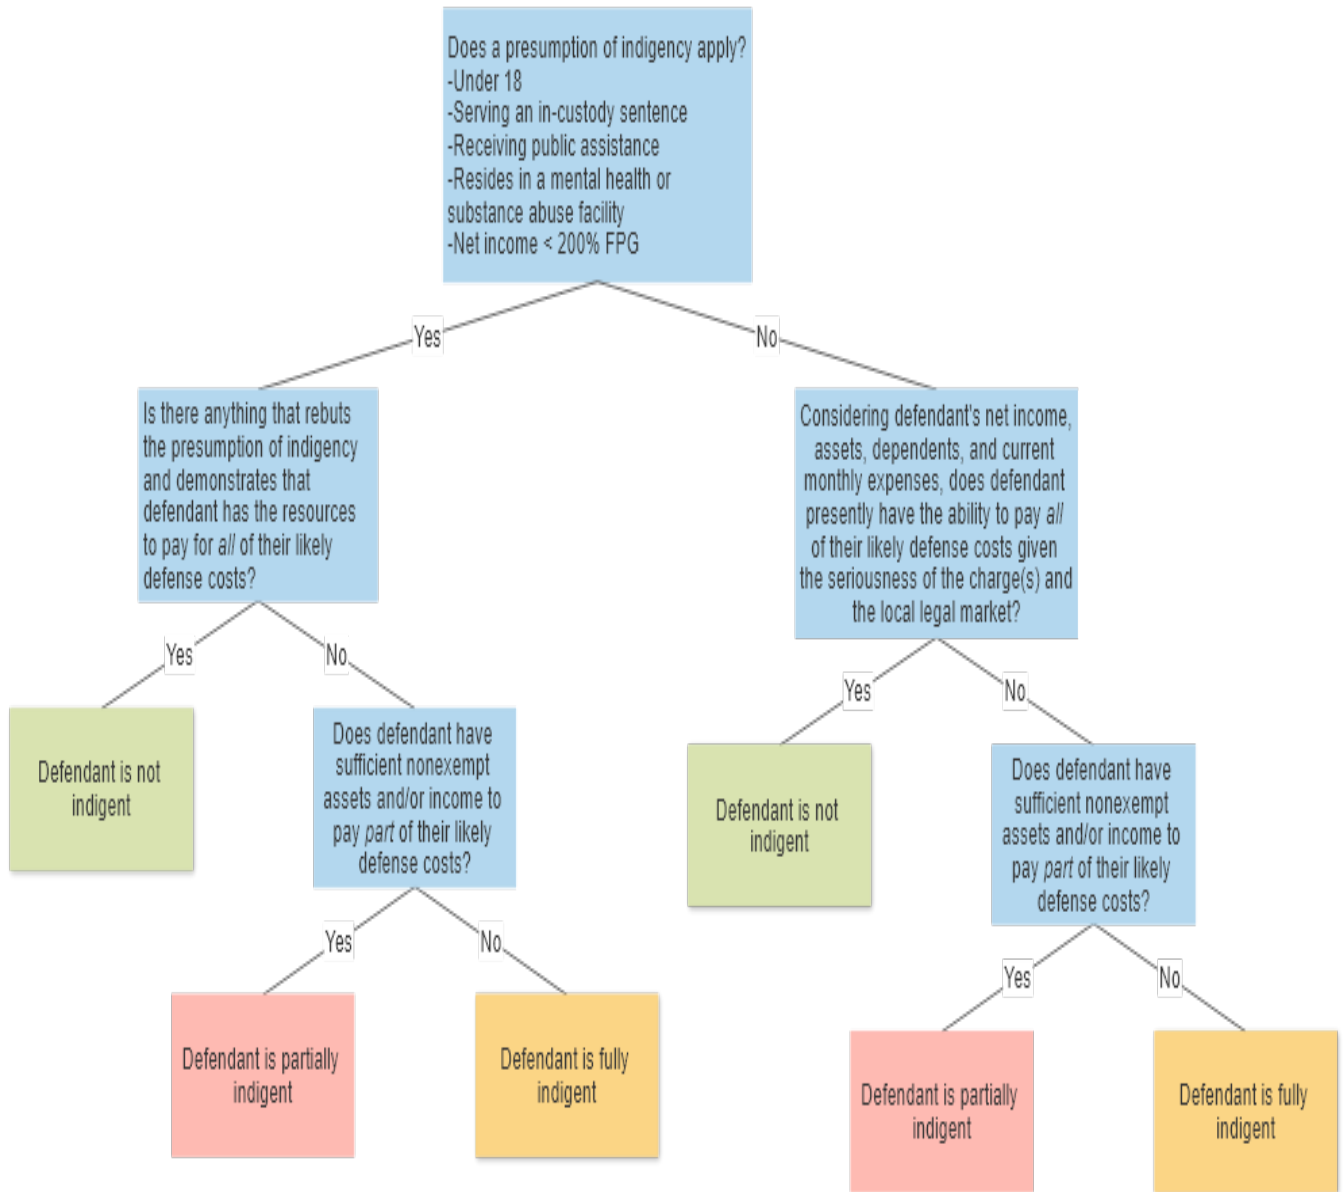 Does a presumption of indigency apply?
-Under 18
-Serving an in-custody sentence
-Receiving public assistance
-Resides in a mental health or
substance abuse facility
-Net income < 200% FPG
Yes
No
Is there anything that rebuts
the presumption of indigency
and demonstrates that
defendant has the resources
to pay for all of their likely
defense costs?
Considering defendant's net income,
assets, dependents, and current
monthly expenses, does defendant
presently have the ability to pay all
of their likely defense costs given
the seriousness of the charge(s) and
the local legal market?
Yes
No
Yes
No
Defendant is not
indigent
Does defendant have
sufficient nonexempt
assets and/or income to
pay part of their likely
defense costs?
Defendant is not
indigent
Does defendant have
sufficient nonexempt
assets and/or income to
pay part of their likely
defense costs?
Yes
No
Yes
No
Defendant is partially
indigent
Defendant is fully
indigent
Defendant is partially
indigent
Defendant is fully
indigent